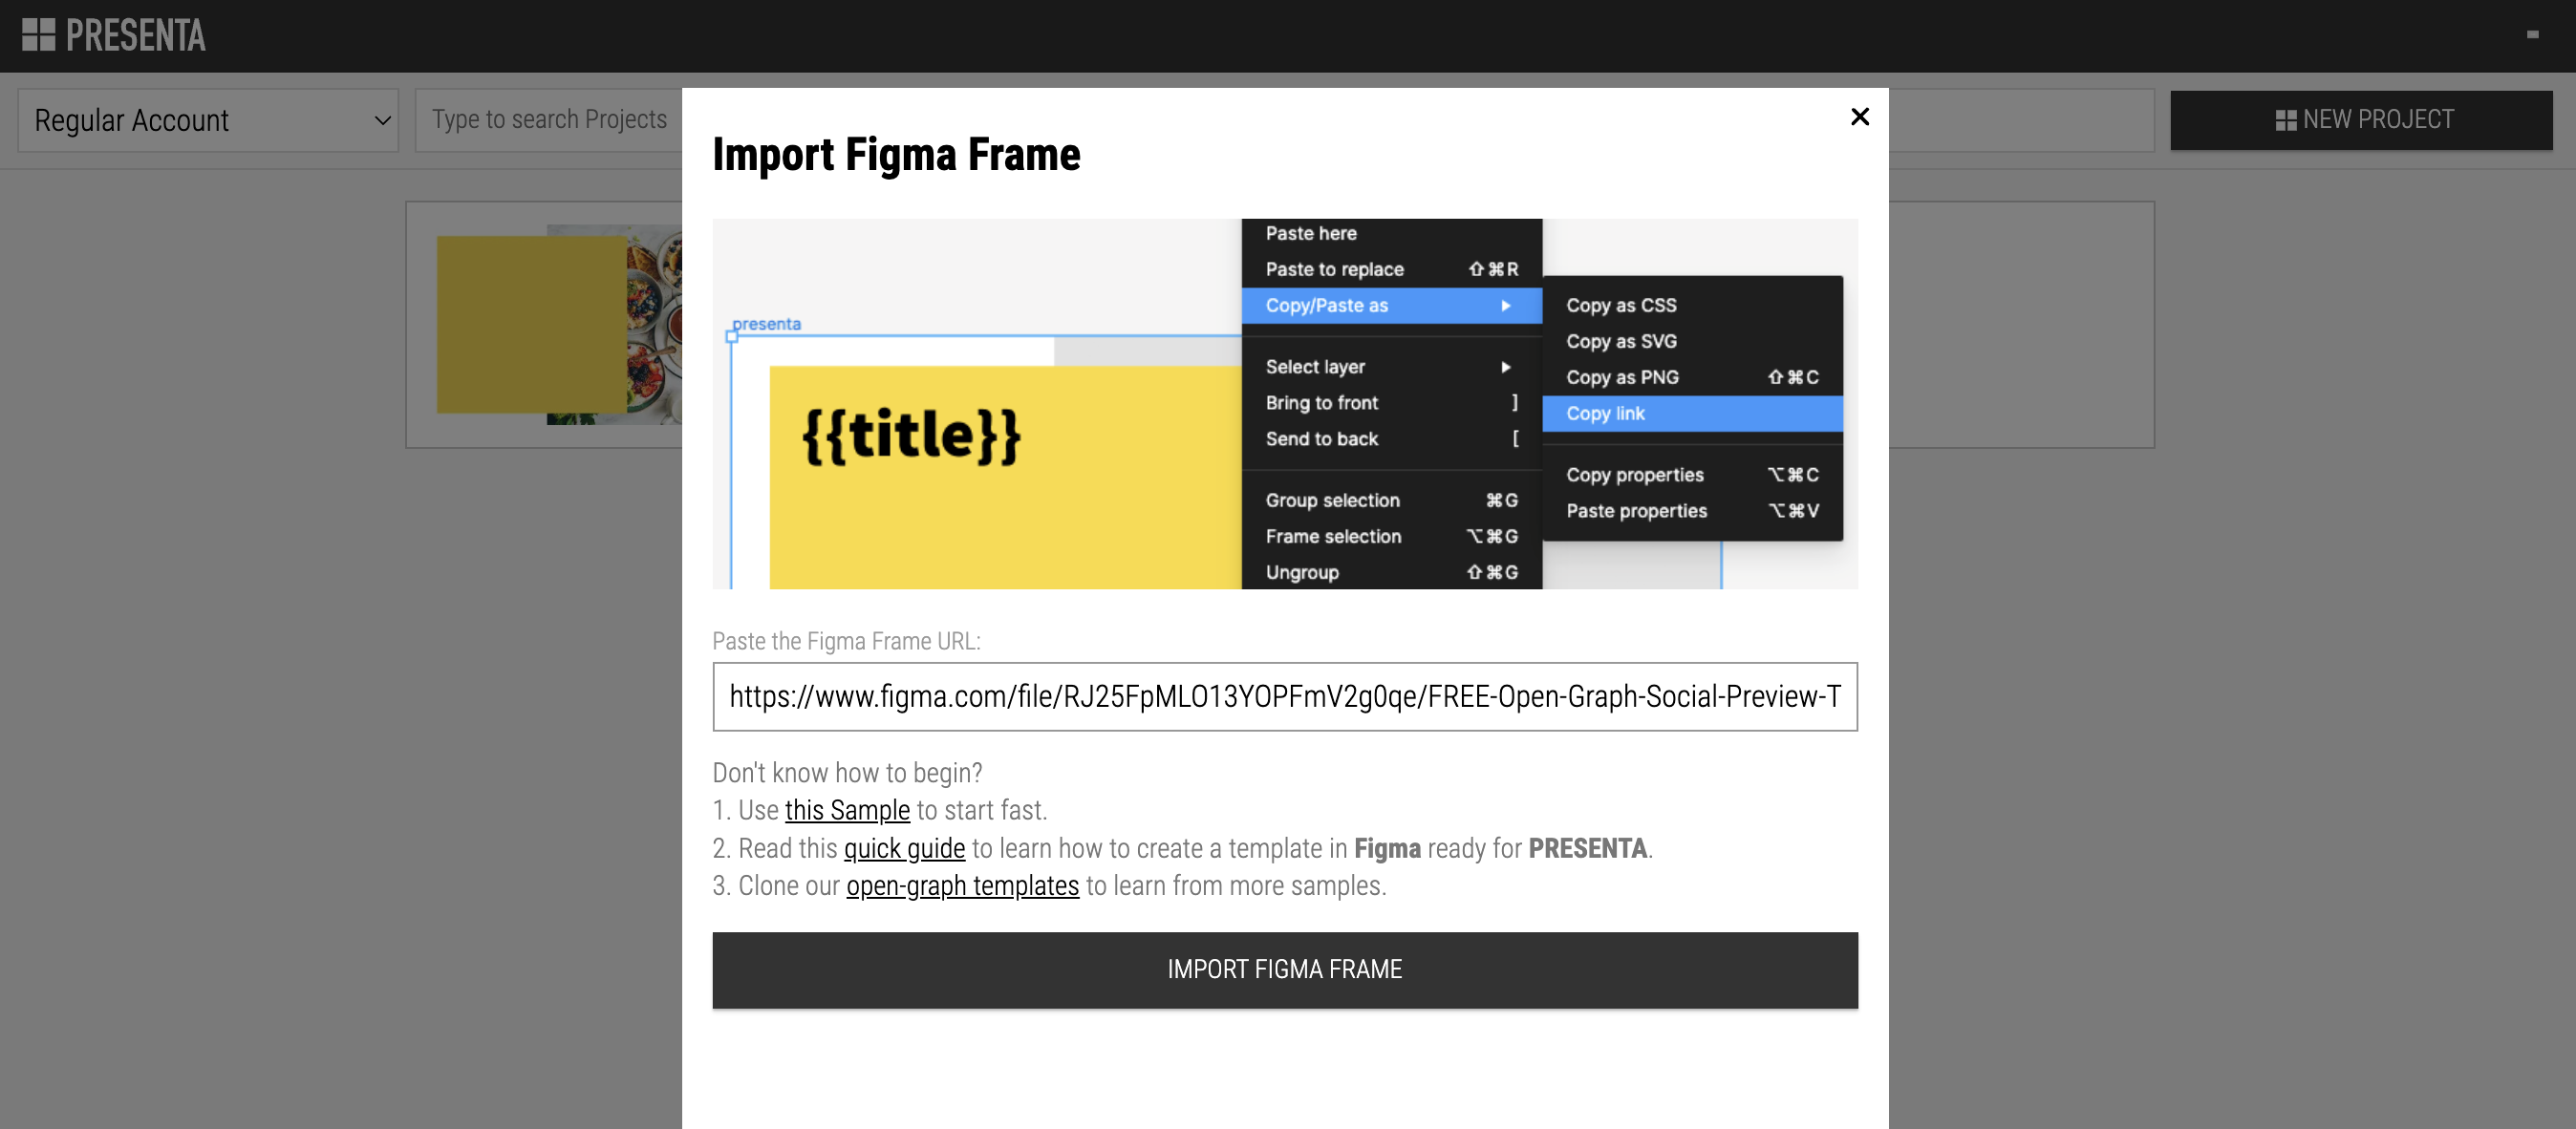 PRESENTA
Regular Account
Type to search Projects
NEW PROJECT
Import Figma Frame
presenta
{{title}}
Paste here
Paste to replace ⇧⌘R
Copy/Paste as
Select layer
Bring to front ]
Send to back [
Group selection ⌘G
Frame selection ⌥⌘G
Ungroup ⇧⌘G
Copy as CSS
Copy as SVG
Copy as PNG ⇧⌘C
Copy link
Copy properties ⌥⌘C
Paste properties ⌥⌘V
Paste the Figma Frame URL:
https://www.figma.com/file/RJ25FpMLO13YOPFmV2g0qe/FREE-Open-Graph-Social-Preview-T
Don't know how to begin?
1. Use this Sample to start fast.
2. Read this quick guide to learn how to create a template in Figma ready for PRESENTA.
3. Clone our open-graph templates to learn from more samples.
IMPORT FIGMA FRAME